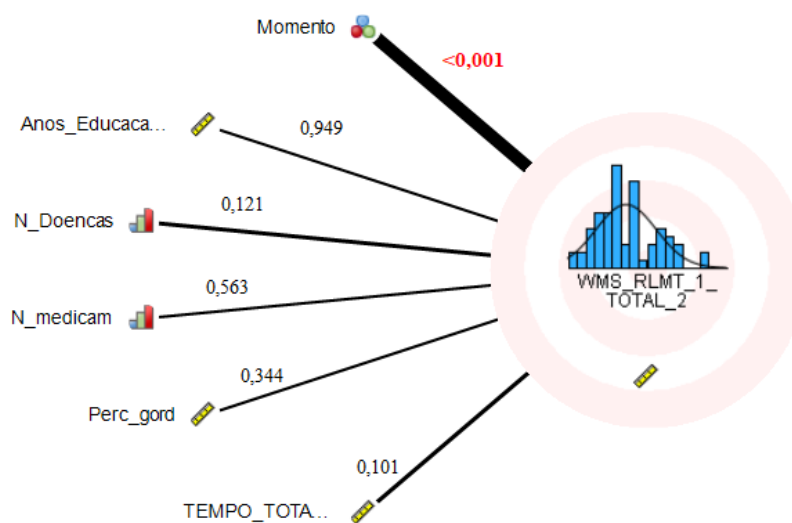 Momento
<0,001
Anos_Educaca...
0,949
N_Doencas
0,121
N_medicam
0,563
Perc_gord
0,344
TEMPO_TOTA...
0,101
WMS_RLMT_1_
TOTAL_2